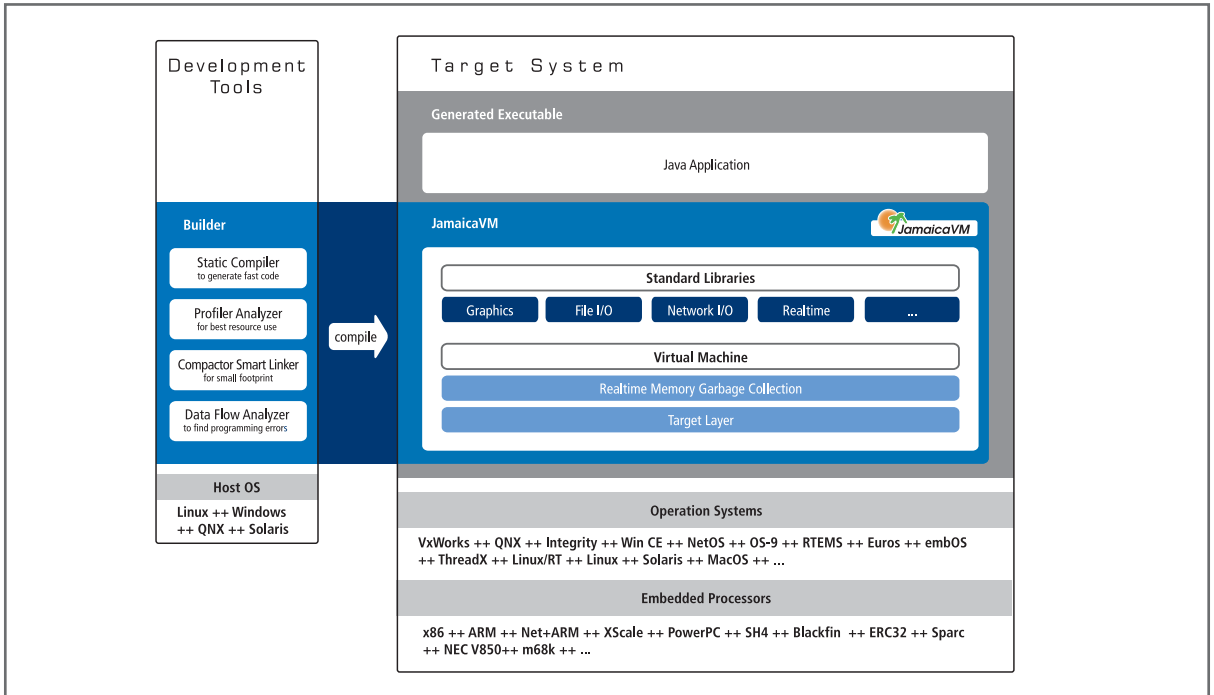 Development
Tools
Builder
Static Compiler
to generate fast code
Profiler Analyzer
for best resource use
Compactor Smart Linker
for small footprint
Data Flow Analyzer
to find programming errors
Host OS
Linux ++ Windows
++ QNX ++ Solaris
compile
Target System
Generated Executable
Java Application
JamaicaVM
JamaicaVM
Standard Libraries
Graphics
File I/O
Network I/O
Realtime
...
Virtual Machine
Realtime Memory Garbage Collection
Target Layer
Operation Systems
VxWorks ++ QNX ++ Integrity ++ Win CE ++ NetOS ++ OS-9 ++ RTEMS ++ Euros ++ embOS
++ ThreadX ++ Linux/RT ++ Linux ++ Solaris ++ MacOS ++ ...
Embedded Processors
x86 ++ ARM ++ Net+ARM ++ XScale ++ PowerPC ++ SH4 ++ Blackfin ++ ERC32 ++ Sparc
++ NEC V850++ m68k ++ ...